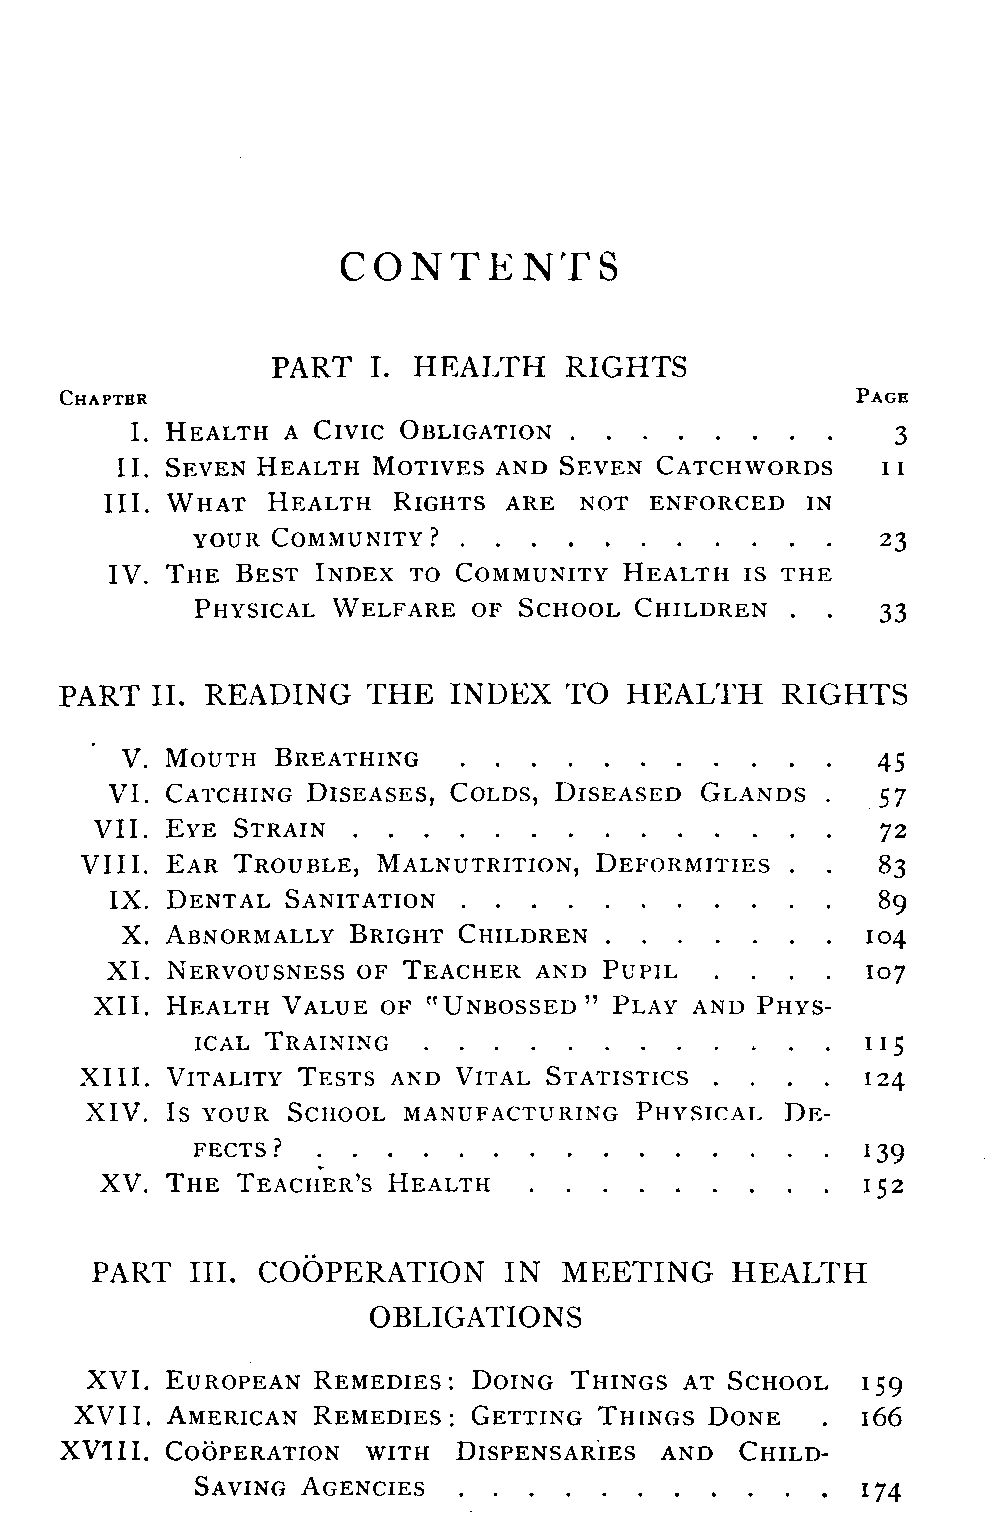 CONTENTS
PART I. HEALTH RIGHTS
CHAPTER PAGE
I. HEALTH A CIVIC OBLIGATION . . . . . . . . 3
II. SEVEN HEALTH MOTIVES AND SEVEN CATCHWORDS 11
III. WHAT HEALTH RIGHTS ARE NOT ENFORCED IN
YOUR COMMUNITY? . . . . . . . . . . . 23
IV. THE BEST INDEX TO COMMUNITY HEALTH IS THE
PHYSICAL WELFARE OF SCHOOL CHILDREN . . 33
PART II. READING THE INDEX TO HEALTH RIGHTS
V. MOUTH BREATHING . . . . . . . . . . . 45
VI. CATCHING DISEASES, COLDS, DISEASED GLANDS . 57
VII. EYE STRAIN . . . . . . . . . . . . . . 72
VIII. EAR TROUBLE, MALNUTRITION, DEFORMITIES . . 83
IX. DENTAL SANITATION . . . . . . . . . . . 89
X. ABNORMALLY BRIGHT CHILDREN . . . . . . . 104
XI. NERVOUSNESS OF TEACHER AND PUPIL . . . . 107
XII. HEALTH VALUE OF "UNBOSSED" PLAY AND PHYS-
ICAL TRAINING . . . . . . . . . . . . 115
XIII. VITALITY TESTS AND VITAL STATISTICS . . . . 124
XIV. IS YOUR SCHOOL MANUFACTURING PHYSICAL DE-
FECTS? . . . . . . . . . . . . . . . 139
XV. THE TEACHER'S HEALTH . . . . . . . . . 152
PART III. COÖPERATION IN MEETING HEALTH
OBLIGATIONS
XVI. EUROPEAN REMEDIES: DOING THINGS AT SCHOOL 159
XVII. AMERICAN REMEDIES: GETTING THINGS DONE . 166
XVIII. COÖPERATION WITH DISPENSARIES AND CHILD-
SAVING AGENCIES . . . . . . . . . . . 174